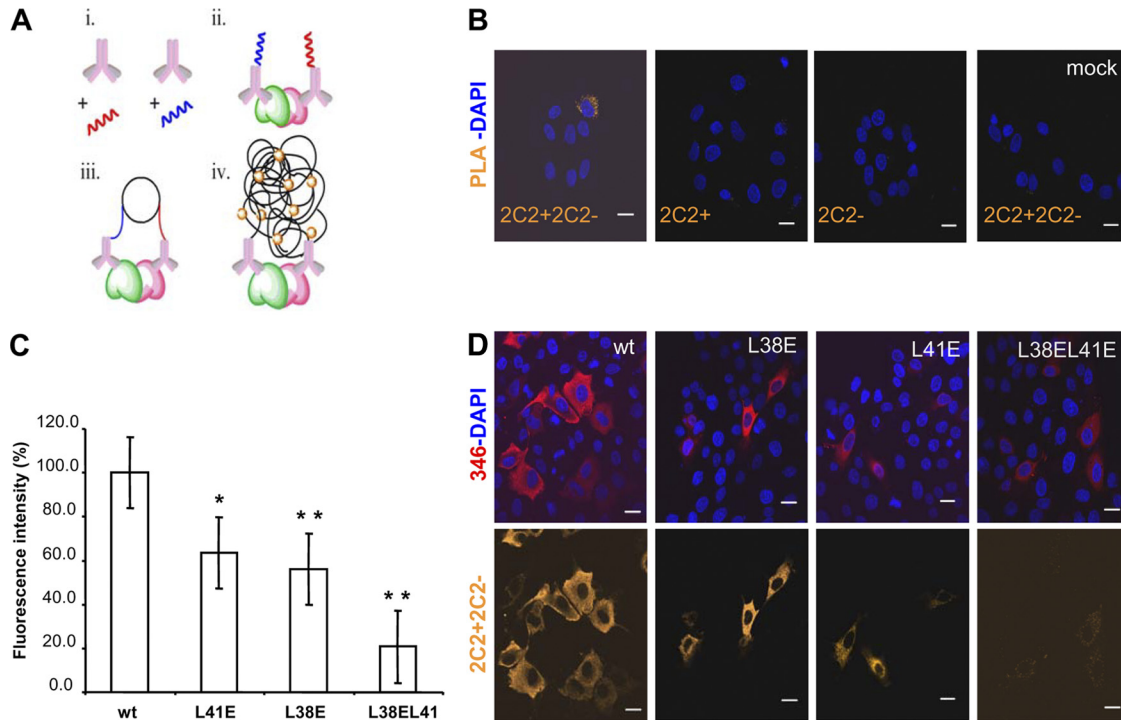 A
i.
ii.
+
+
iii.
iv.
B
PLA-DAPI
mock
2C2+2C2-
2C2+
2C2-
2C2+2C2-
C
Fluorescence intensity (%)
120.0
100.0
80.0
60.0
40.0
20.0
0.0
*
* *
* *
wt
L41E
L38E
L38EL41
D
346-DAPI
wt
L38E
L41E
L38EL41E
2C2+2C2-